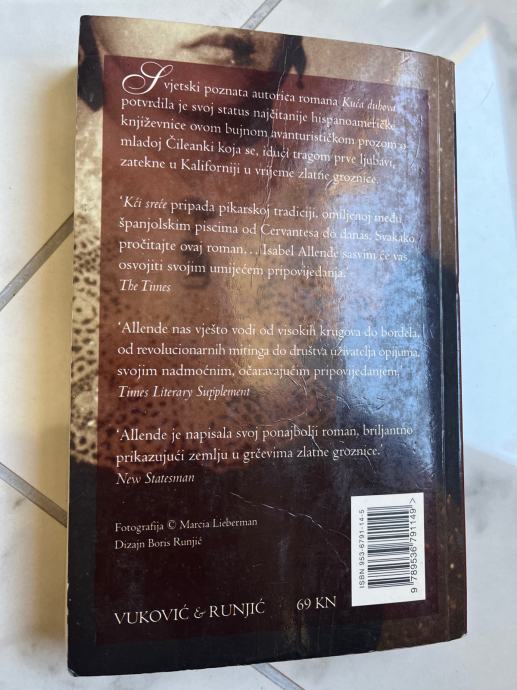 Svjetski poznata autorica romana Kuća duhova
potvrdila je svoj status najčitanije hispanoameričke
književnice ovom bujnom avanturističkom prozom o
mladoj Čileanki koja se, idući tragom prve ljubavi,
zatekne u Kaliforniji u vrijeme zlatne groznice.
'Kći sreće pripada pikarskoj tradiciji, omiljenoj među
španjolskim piscima od Cervantesa do danas. Svakako
pročitajte ovaj roman. . . Isabel Allende sasvim će vas
osvojiti svojim umijećem pripovijedanja.'
The Times
'Allende nas vješto vodi od visokih krugova do bordela,
od revolucionarnih mitinga do društva uživatelja opijuma,
svojim nadmoćnim, očaravajućim pripovijedanjem.'
Times Literary Supplement
'Allende je napisala svoj ponajbolji roman, briljantno
prikazujući zemlju u grčevima zlatne groznice.'
New Statesman
Fotografija © Marcia Lieberman
Dizajn Boris Runjić
VUKOVIĆ & RUNJIĆ 69 KN
ISBN 953-6791-14-5
9 789536 791149 >